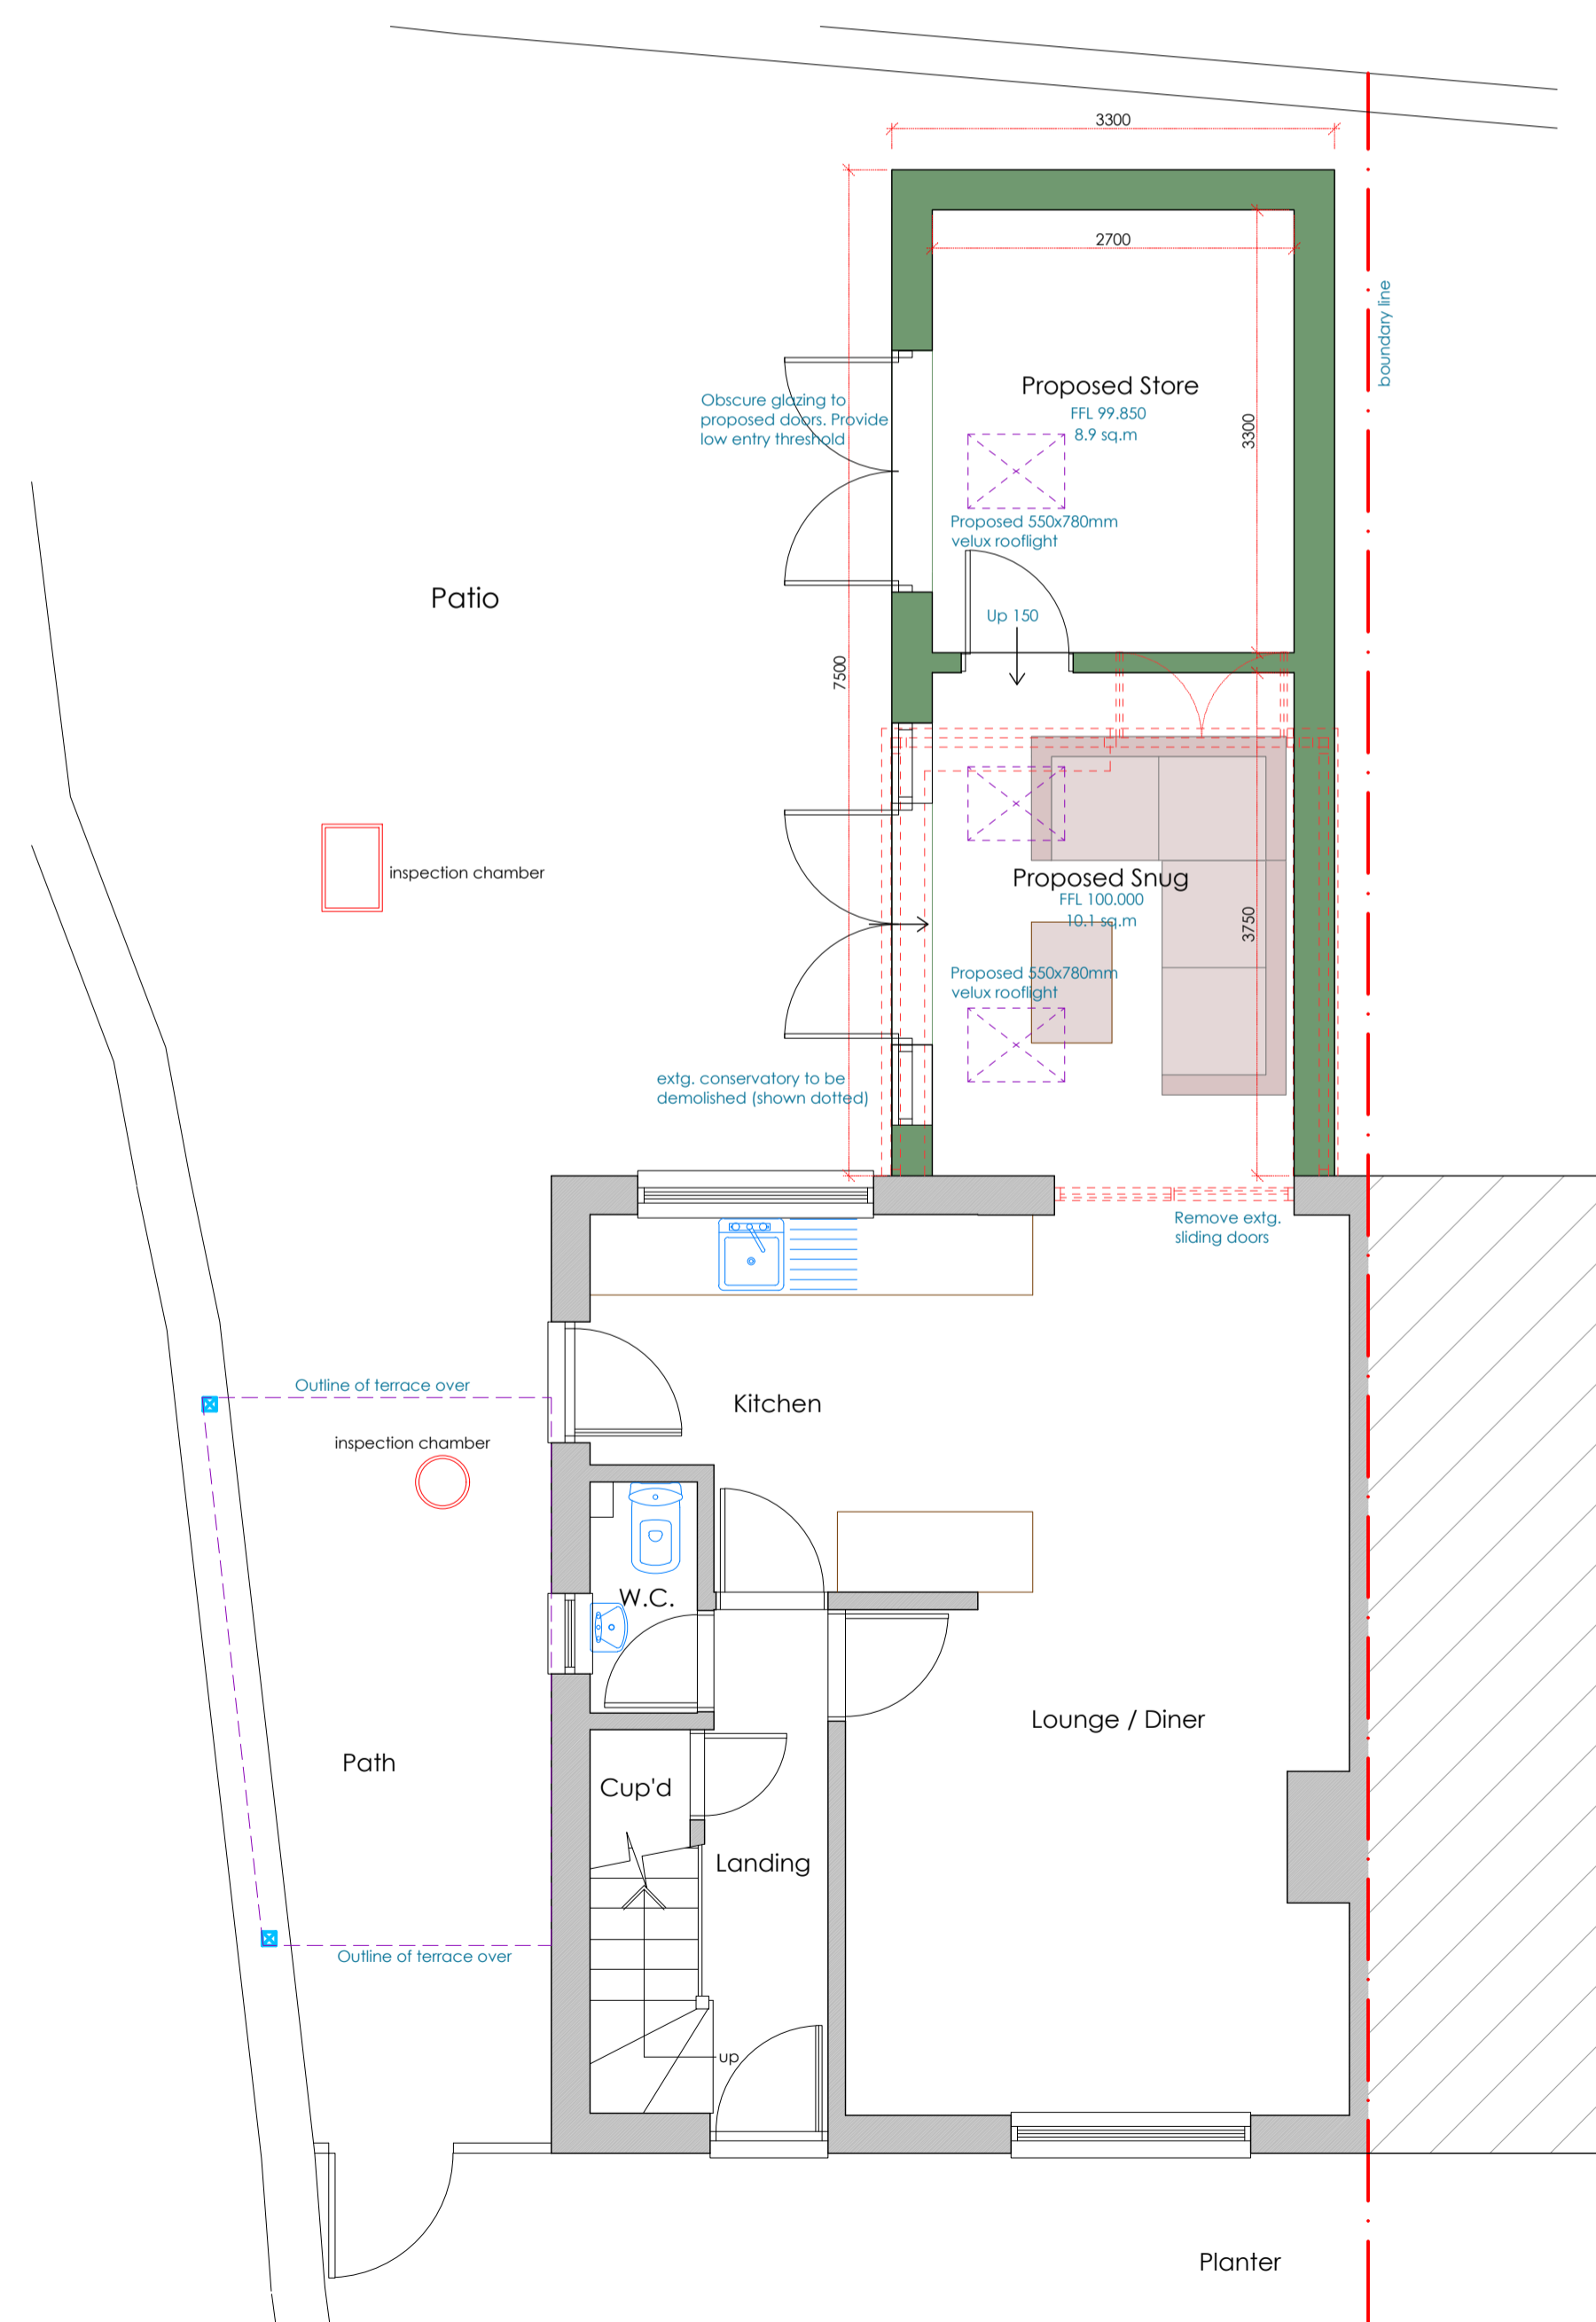 3300
2700
boundary line
Proposed Store
FFL 99.850
8.9 sq.m
3300
Obscure glazing to
proposed doors. Provide
low entry threshold
Proposed 550x780mm
velux rooflight
Patio
Up 150
7500
inspection chamber
Proposed Snug
FFL 100.000
10.1 sq.m
3750
Proposed 550x780mm
velux rooflight
extg. conservatory to be
demolished (shown dotted)
Remove extg.
sliding doors
Outline of terrace over
Kitchen
inspection chamber
W.C.
Lounge / Diner
Path
Cup'd
Landing
Outline of terrace over
up
Planter